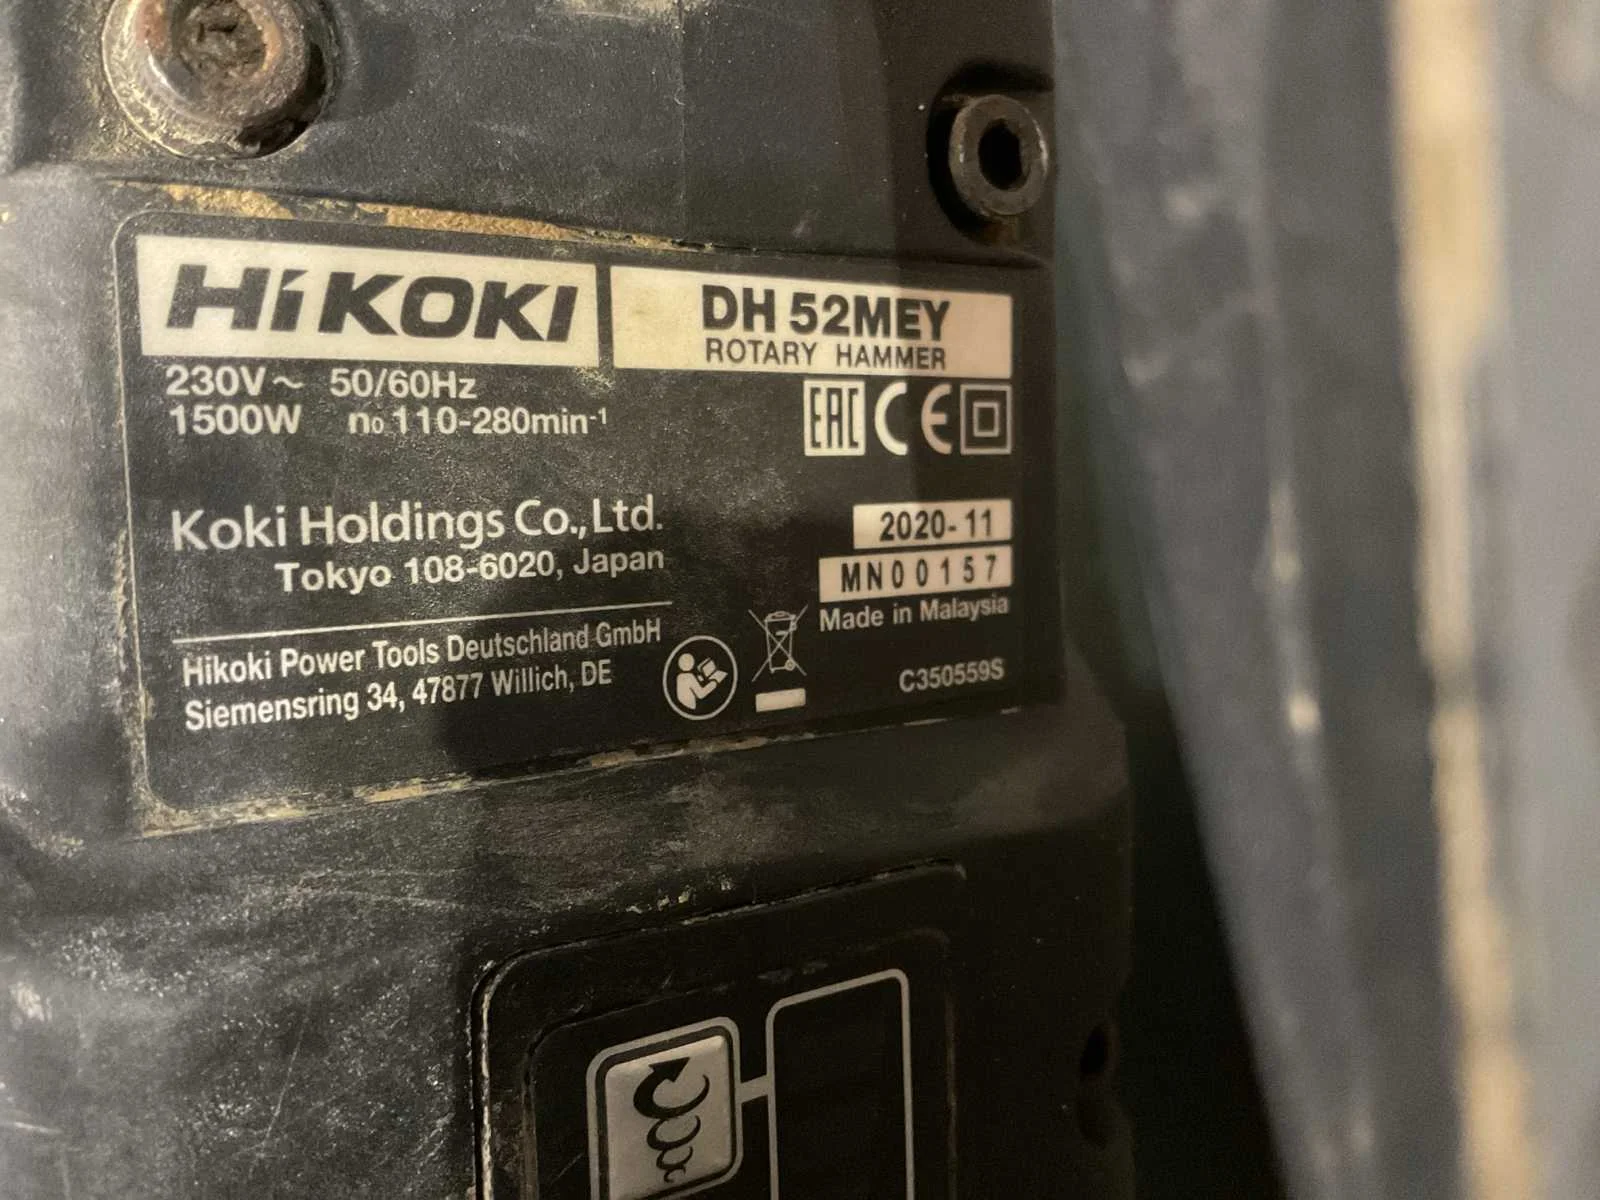 HiKOKI
DH 52MEY
ROTARY HAMMER
230V~ 50/60Hz
1500W n₀ 110-280min⁻¹
EAC CE
Koki Holdings Co., Ltd.
Tokyo 108-6020, Japan
2020-11
MN00157
Made in Malaysia
Hikoki Power Tools Deutschland GmbH
Siemensring 34, 47877 Willich, DE
C350559S